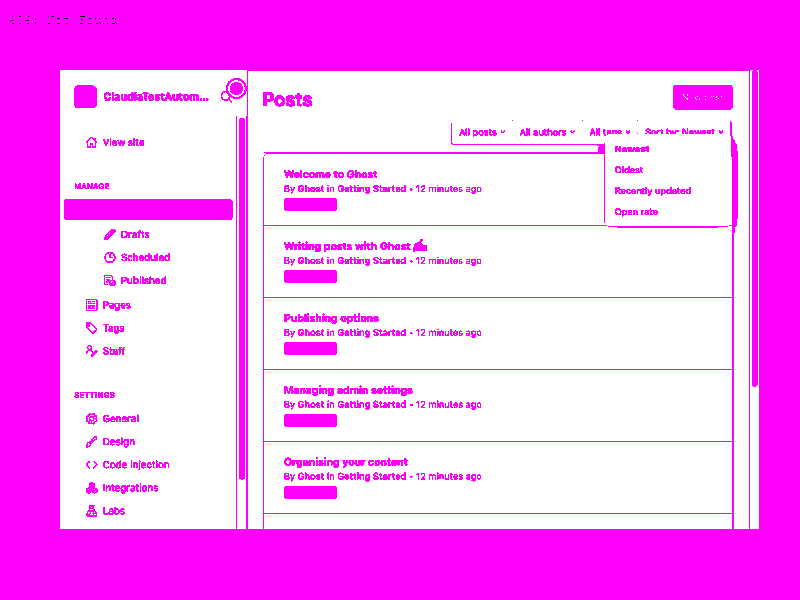 404: Not Found
ClaudiaTestAutom...
View site
MANAGE
Drafts
Scheduled
Published
Pages
Tags
Staff
SETTINGS
General
Design
Code injection
Integrations
Labs
Posts
All posts All authors All tags Sort by: Newest
Newest
Oldest
Recently updated
Open rate
Welcome to Ghost
By Ghost in Getting Started • 12 minutes ago
Writing posts with Ghost ✍️
By Ghost in Getting Started • 12 minutes ago
Publishing options
By Ghost in Getting Started • 12 minutes ago
Managing admin settings
By Ghost in Getting Started • 12 minutes ago
Organising your content
By Ghost in Getting Started • 12 minutes ago